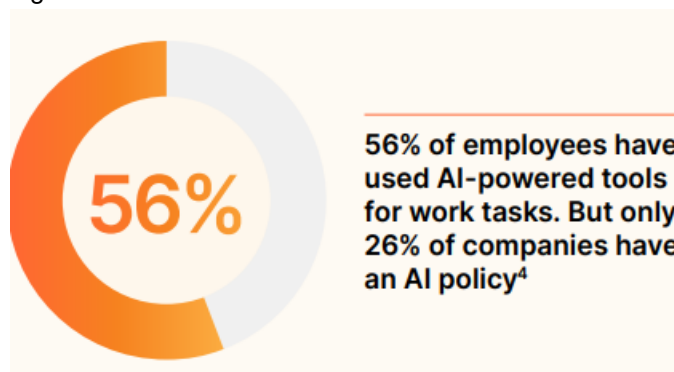 56%
56% of employees have
used AI-powered tools
for work tasks. But only
26% of companies have
an AI policy⁴